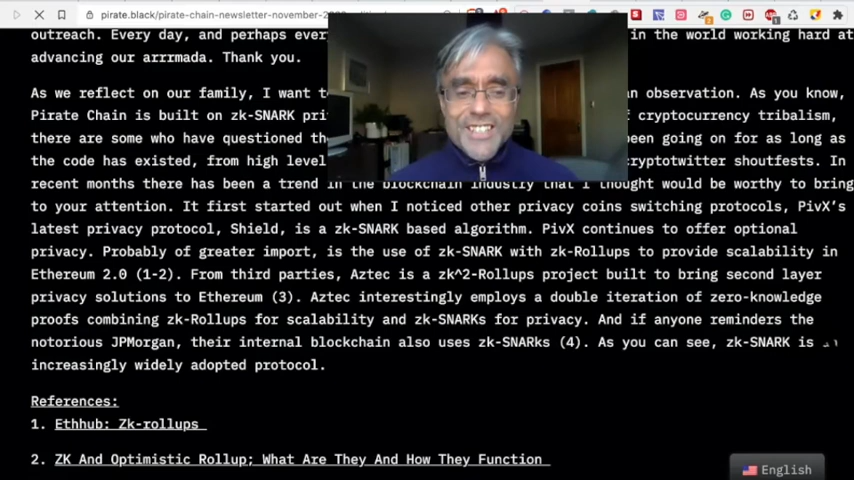 pirate.black/pirate-chain-newsletter-november-2
outreach. Every day, and perhaps ever in the world working hard at
advancing our arrrmada. Thank you.
As we reflect on our family, I want t an observation. As you know,
Pirate Chain is built on zk-SNARK pri f cryptocurrency tribalism,
there are some who have questioned th een going on for as long as
the code has existed, from high level ryptotwitter shoutfests. In
recent months there has been a trend in the blockchain industry that I thought would be worthy to bring
to your attention. It first started out when I noticed other privacy coins switching protocols, PivX’s
latest privacy protocol, Shield, is a zk-SNARK based algorithm. PivX continues to offer optional
privacy. Probably of greater import, is the use of zk-SNARK with zk-Rollups to provide scalability in
Ethereum 2.0 (1-2). From third parties, Aztec is a zk^2-Rollups project built to bring second layer
privacy solutions to Ethereum (3). Aztec interestingly employs a double iteration of zero-knowledge
proofs combining zk-Rollups for scalability and zk-SNARKs for privacy. And if anyone reminders the
notorious JPMorgan, their internal blockchain also uses zk-SNARks (4). As you can see, zk-SNARK is
increasingly widely adopted protocol.
References:
1. Ethhub: Zk-rollups
2. ZK And Optimistic Rollup; What Are They And How They Function
English